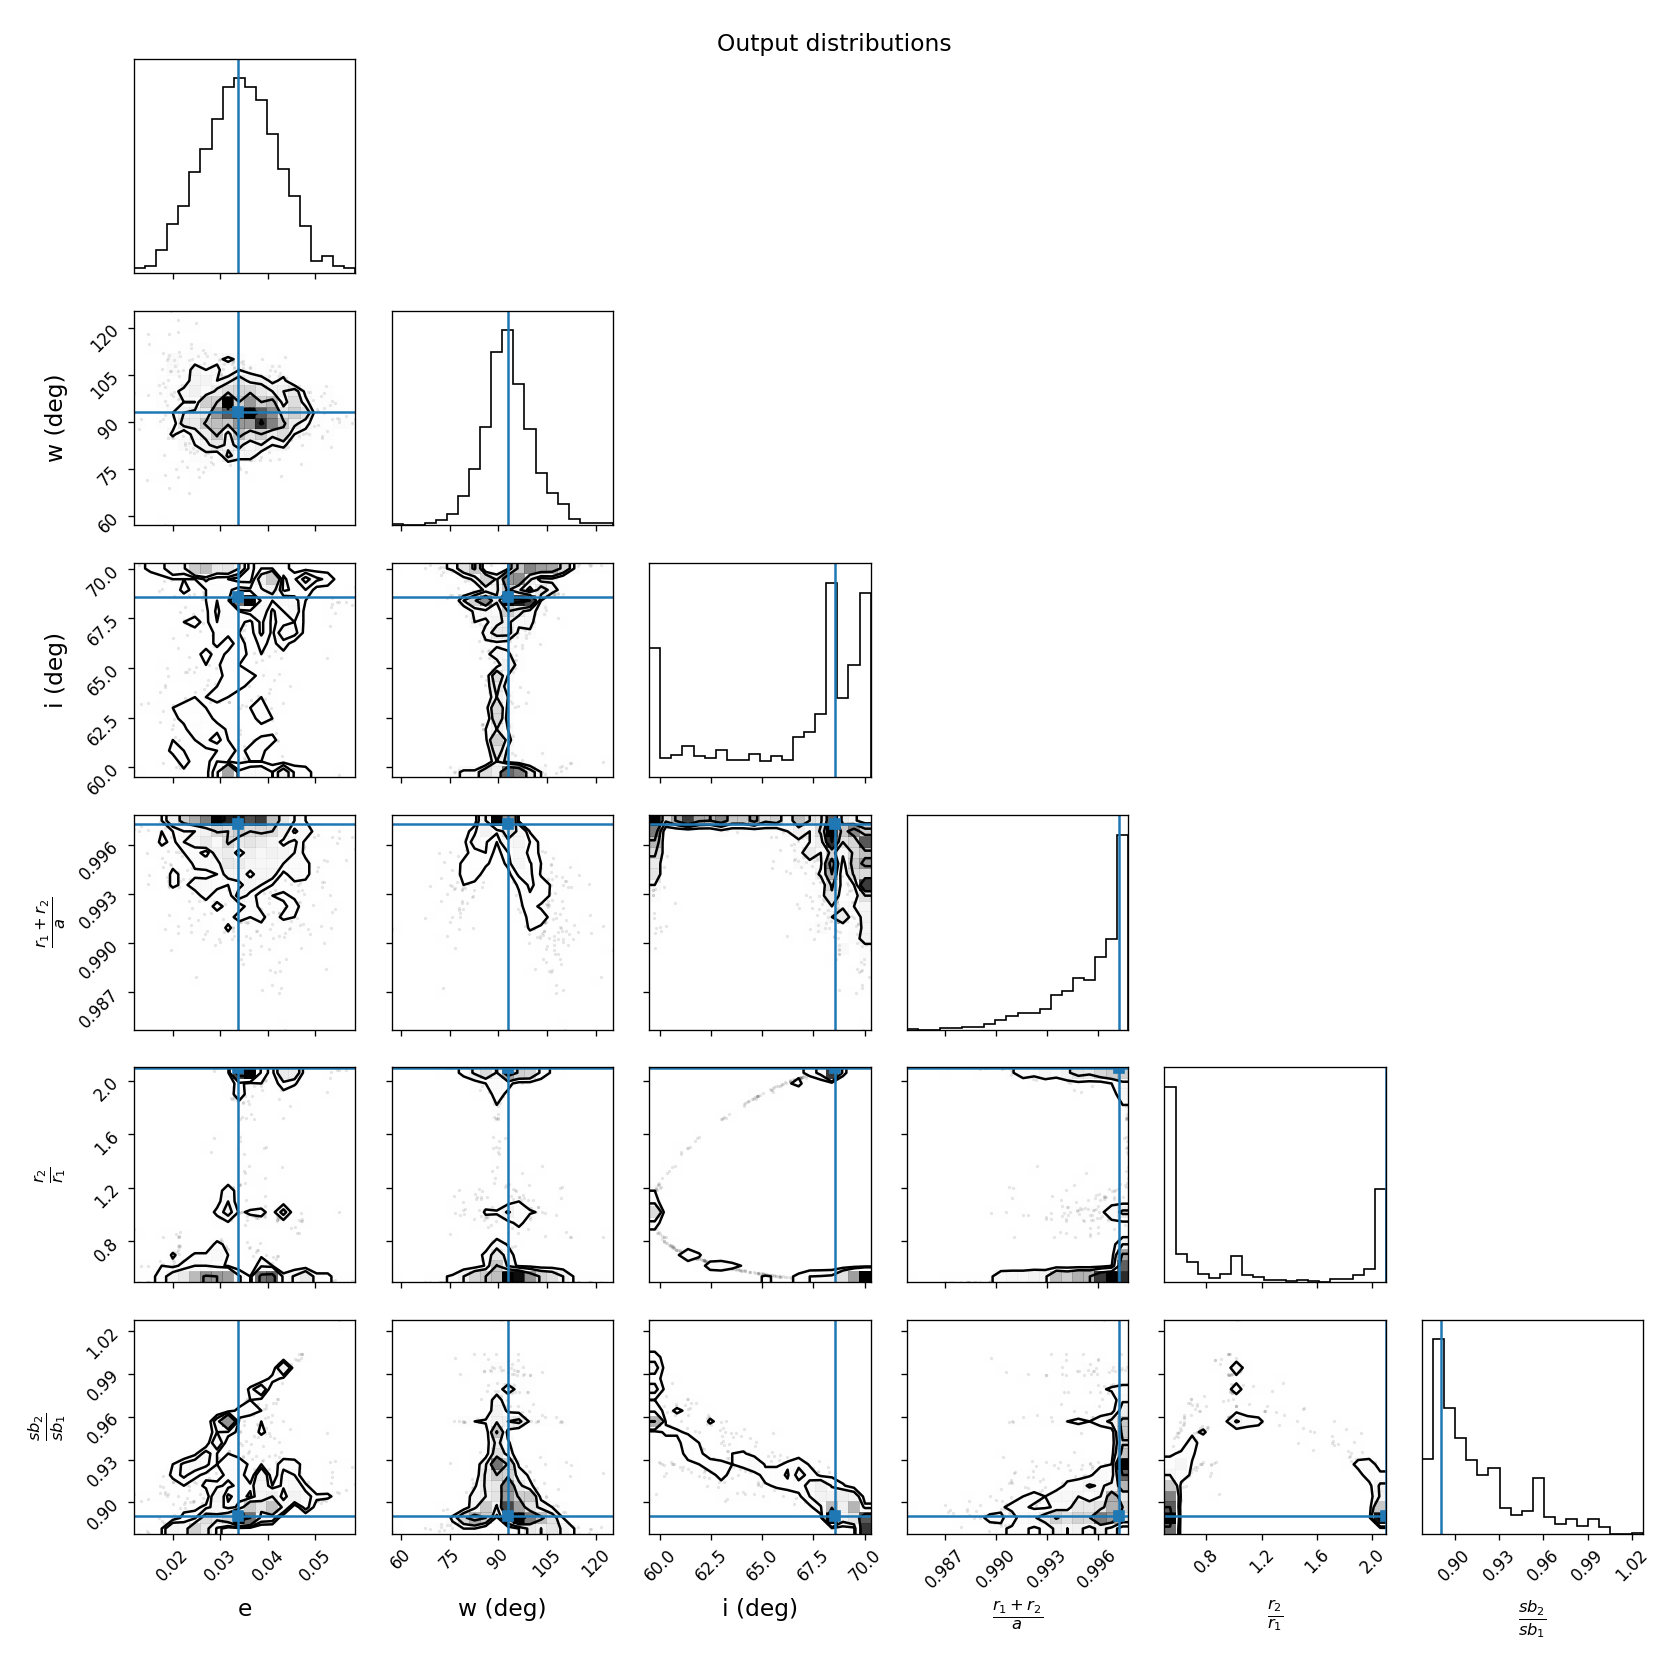 Output distributions
120
105
90
75
60
w (deg)
70.0
67.5
65.0
62.5
60.0
i (deg)
0.996
0.993
0.990
0.987
r₁ + r₂
a
2.0
1.6
1.2
0.8
r₂
r₁
1.02
0.99
0.96
0.93
0.90
sb₂
sb₁
0.02 0.03 0.04 0.05 60 75 90 105 120 60.0 62.5 65.0 67.5 70.0 0.987 0.990 0.993 0.996 0.8 1.2 1.6 2.0 0.90 0.93 0.96 0.99 1.02
e w (deg) i (deg)
r₁ + r₂
a
r₂
r₁
sb₂
sb₁